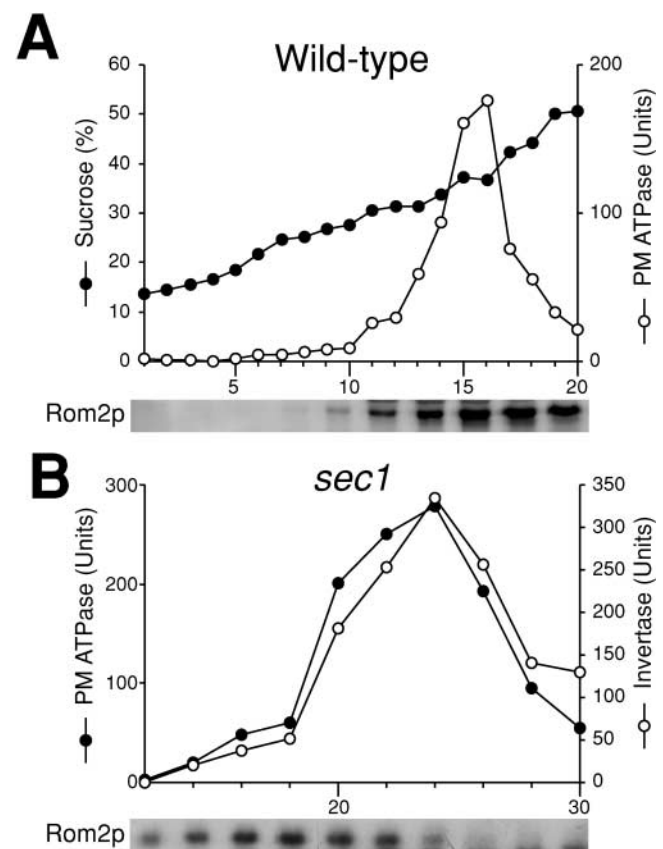 A
Wild-type
Sucrose (%)
60
50
40
30
20
10
0
PM ATPase (Units)
200
100
0
5
10
15
20
Rom2p
B
sec1
PM ATPase (Units)
300
200
100
0
Invertase (Units)
350
300
250
200
150
100
50
0
20
30
Rom2p